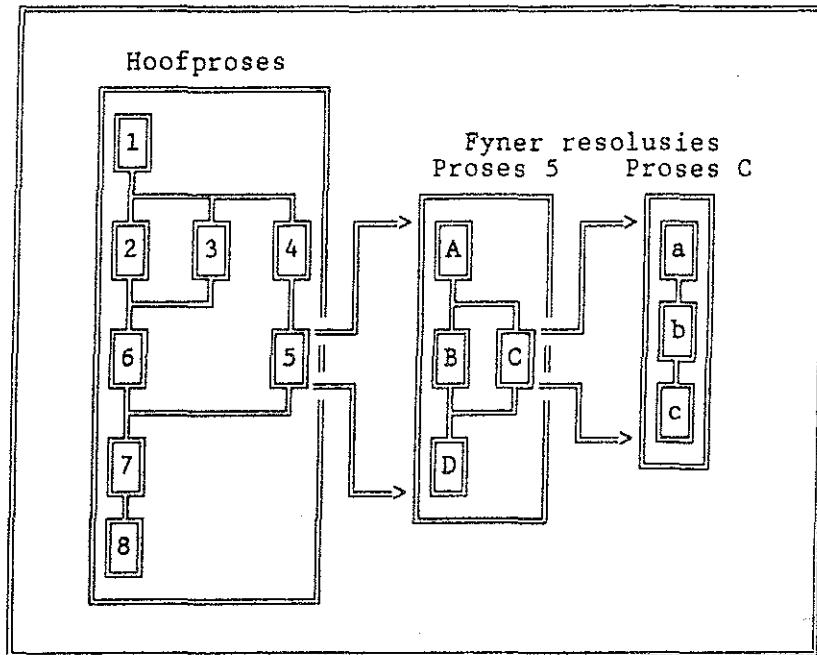 Hoofproses
1
Fyner resolusies
Proses 5 Proses C
2 3 4
A
a
6 5
B C
b
c
7
D
8